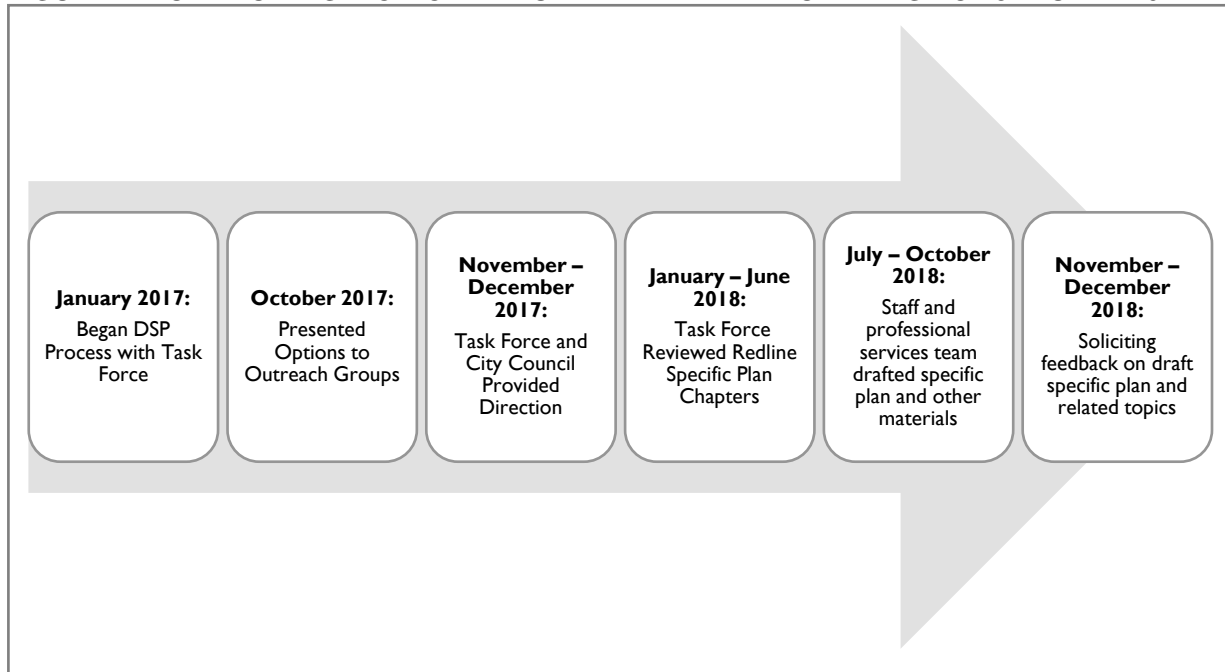 January 2017:
Began DSP
Process with Task
Force
October 2017:
Presented
Options to
Outreach Groups
November –
December
2017:
Task Force and
City Council
Provided
Direction
January – June
2018:
Task Force
Reviewed Redline
Specific Plan
Chapters
July – October
2018:
Staff and
professional
services team
drafted specific
plan and other
materials
November –
December
2018:
Soliciting
feedback on draft
specific plan and
related topics